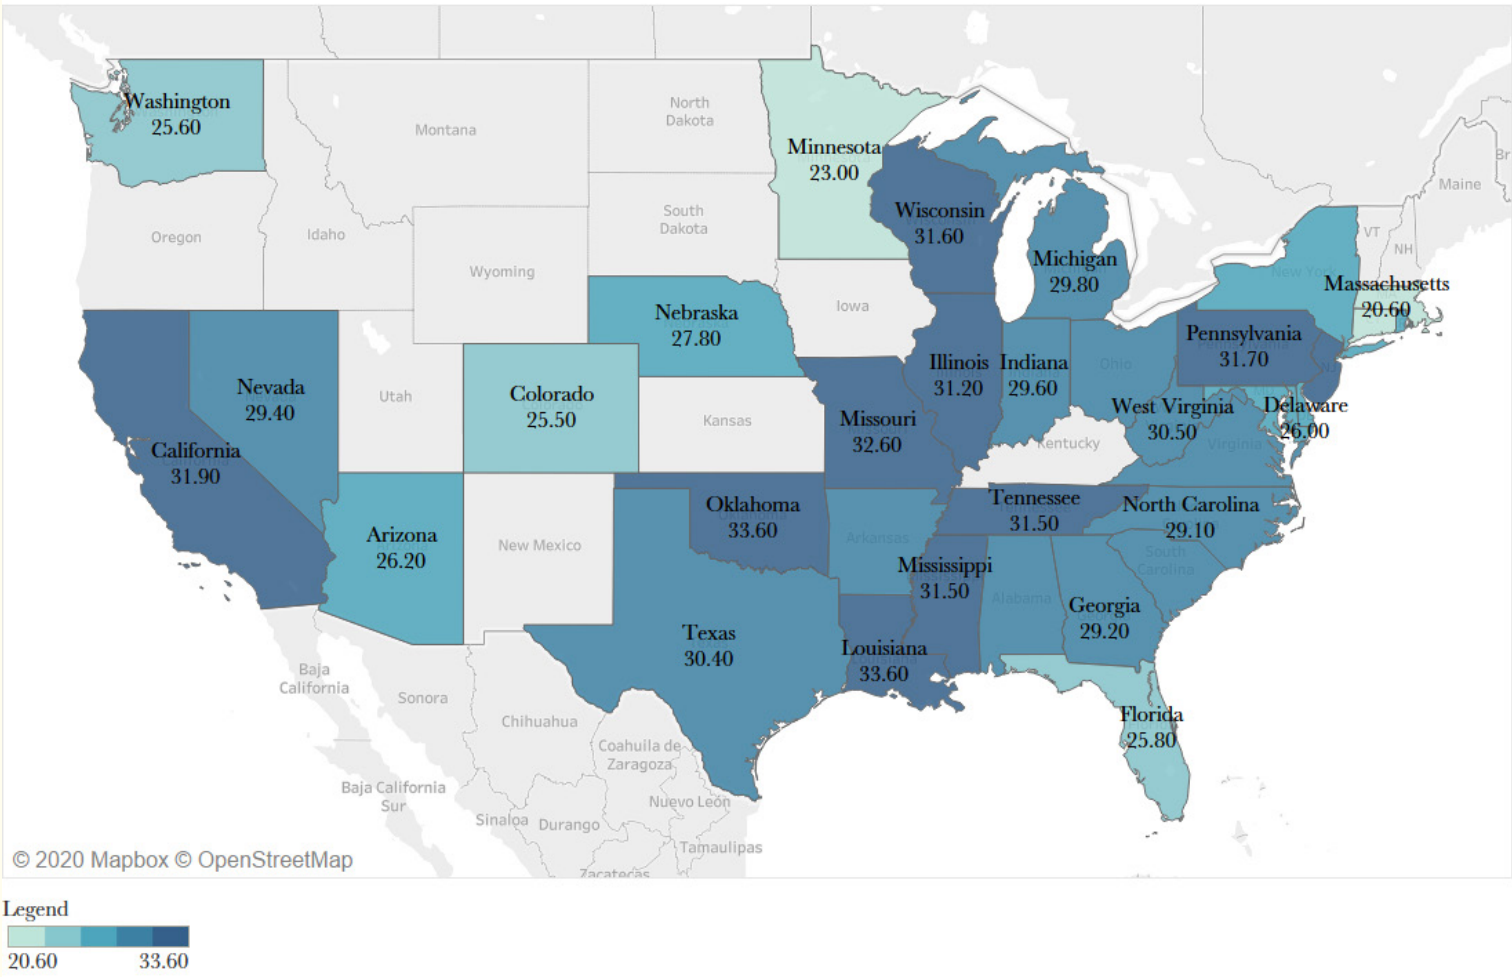 Washington
25.60
Montana
North
Dakota
Minnesota
23.00
Oregon
Idaho
South
Dakota
Wisconsin
31.60
Maine
Br
VT
NH
Wyoming
Michigan
29.80
New York
Massachusetts
20.60
Iowa
Nebraska
27.80
Pennsylvania
31.70
NJ
Nevada
29.40
Utah
Colorado
25.50
Kansas
Illinois
31.20
Indiana
29.60
Ohio
Missouri
32.60
West Virginia
30.50
Virginia
Delaware
26.00
Kentucky
California
31.90
Arizona
26.20
New Mexico
Oklahoma
33.60
Arkansas
Tennessee
31.50
North Carolina
29.10
South
Carolina
Mississippi
31.50
Alabama
Georgia
29.20
Texas
30.40
Louisiana
33.60
Florida
25.80
Baja
California
Sonora
Chihuahua
Coahuila de
Zaragoza
Baja California
Sur
Sinaloa
Durango
Nuevo León
Tamaulipas
Zacatecas
© 2020 Mapbox © OpenStreetMap
Legend
20.60
33.60